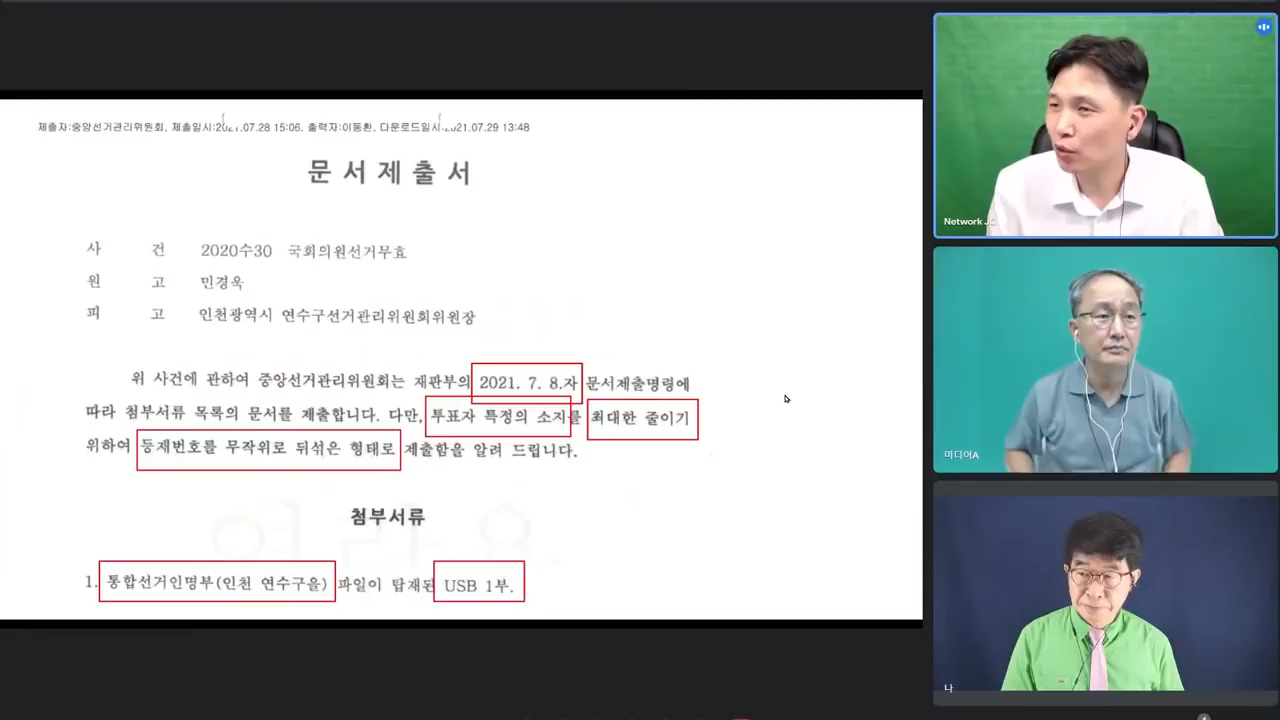 제출자:중앙선거관리위원회, 제출일시:2021.07.28 15:06, 출력자:이동환, 다운로드일시:2021.07.29 13:48
문서제출서
사 건 2020수30 국회의원선거무효
원 고 민경욱
피 고 인천광역시 연수구선거관리위원회위원장
위 사건에 관하여 중앙선거관리위원회는 재판부의 2021. 7. 8.자 문서제출명령에
따라 첨부서류 목록의 문서를 제출합니다. 다만, 투표자 특정의 소지를 최대한 줄이기
위하여 등재번호를 무작위로 뒤섞은 형태로 제출함을 알려 드립니다.
첨부서류
1. 통합선거인명부(인천 연수구을) 파일이 탑재된 USB 1부.
Network
미디어A
나